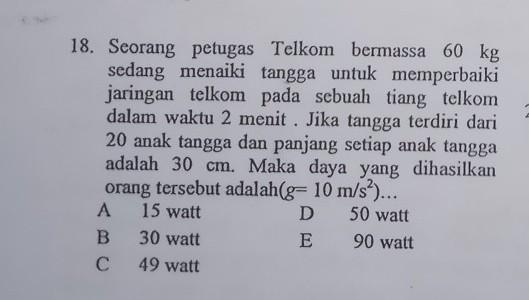 18. Seorang petugas Telkom bermassa 60 kg
sedang menaiki tangga untuk memperbaiki
jaringan telkom pada sebuah tiang telkom
dalam waktu 2 menit . Jika tangga terdiri dari
20 anak tangga dan panjang setiap anak tangga
adalah 30 cm. Maka daya yang dihasilkan
orang tersebut adalah(g= 10 m/s²)...
A 15 watt D 50 watt
B 30 watt E 90 watt
C 49 watt